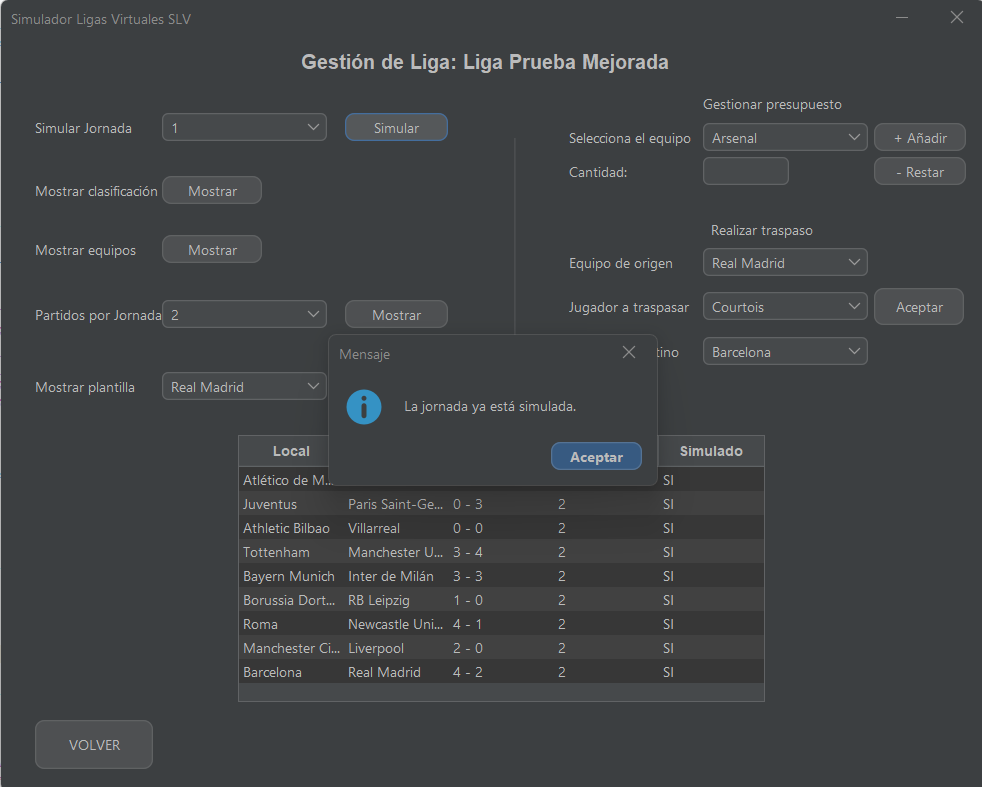 Simulador Ligas Virtuales SLV
Gestión de Liga: Liga Prueba Mejorada
Gestionar presupuesto
Simular Jornada 1 Simular
Selecciona el equipo Arsenal + Añadir
Cantidad: - Restar
Mostrar clasificación Mostrar
Realizar traspaso
Mostrar equipos Mostrar
Equipo de origen Real Madrid
Jugador a traspasar Courtois Aceptar
Partidos por Jornada 2 Mostrar
tino Barcelona
Mostrar plantilla Real Madrid
Mensaje
La jornada ya está simulada.
Aceptar
Local Simulado
Atlético de M... SI
Juventus Paris Saint-Ge... 0 - 3 2 SI
Athletic Bilbao Villarreal 0 - 0 2 SI
Tottenham Manchester U... 3 - 4 2 SI
Bayern Munich Inter de Milán 3 - 3 2 SI
Borussia Dort... RB Leipzig 1 - 0 2 SI
Roma Newcastle Uni... 4 - 1 2 SI
Manchester Ci... Liverpool 2 - 0 2 SI
Barcelona Real Madrid 4 - 2 2 SI
VOLVER